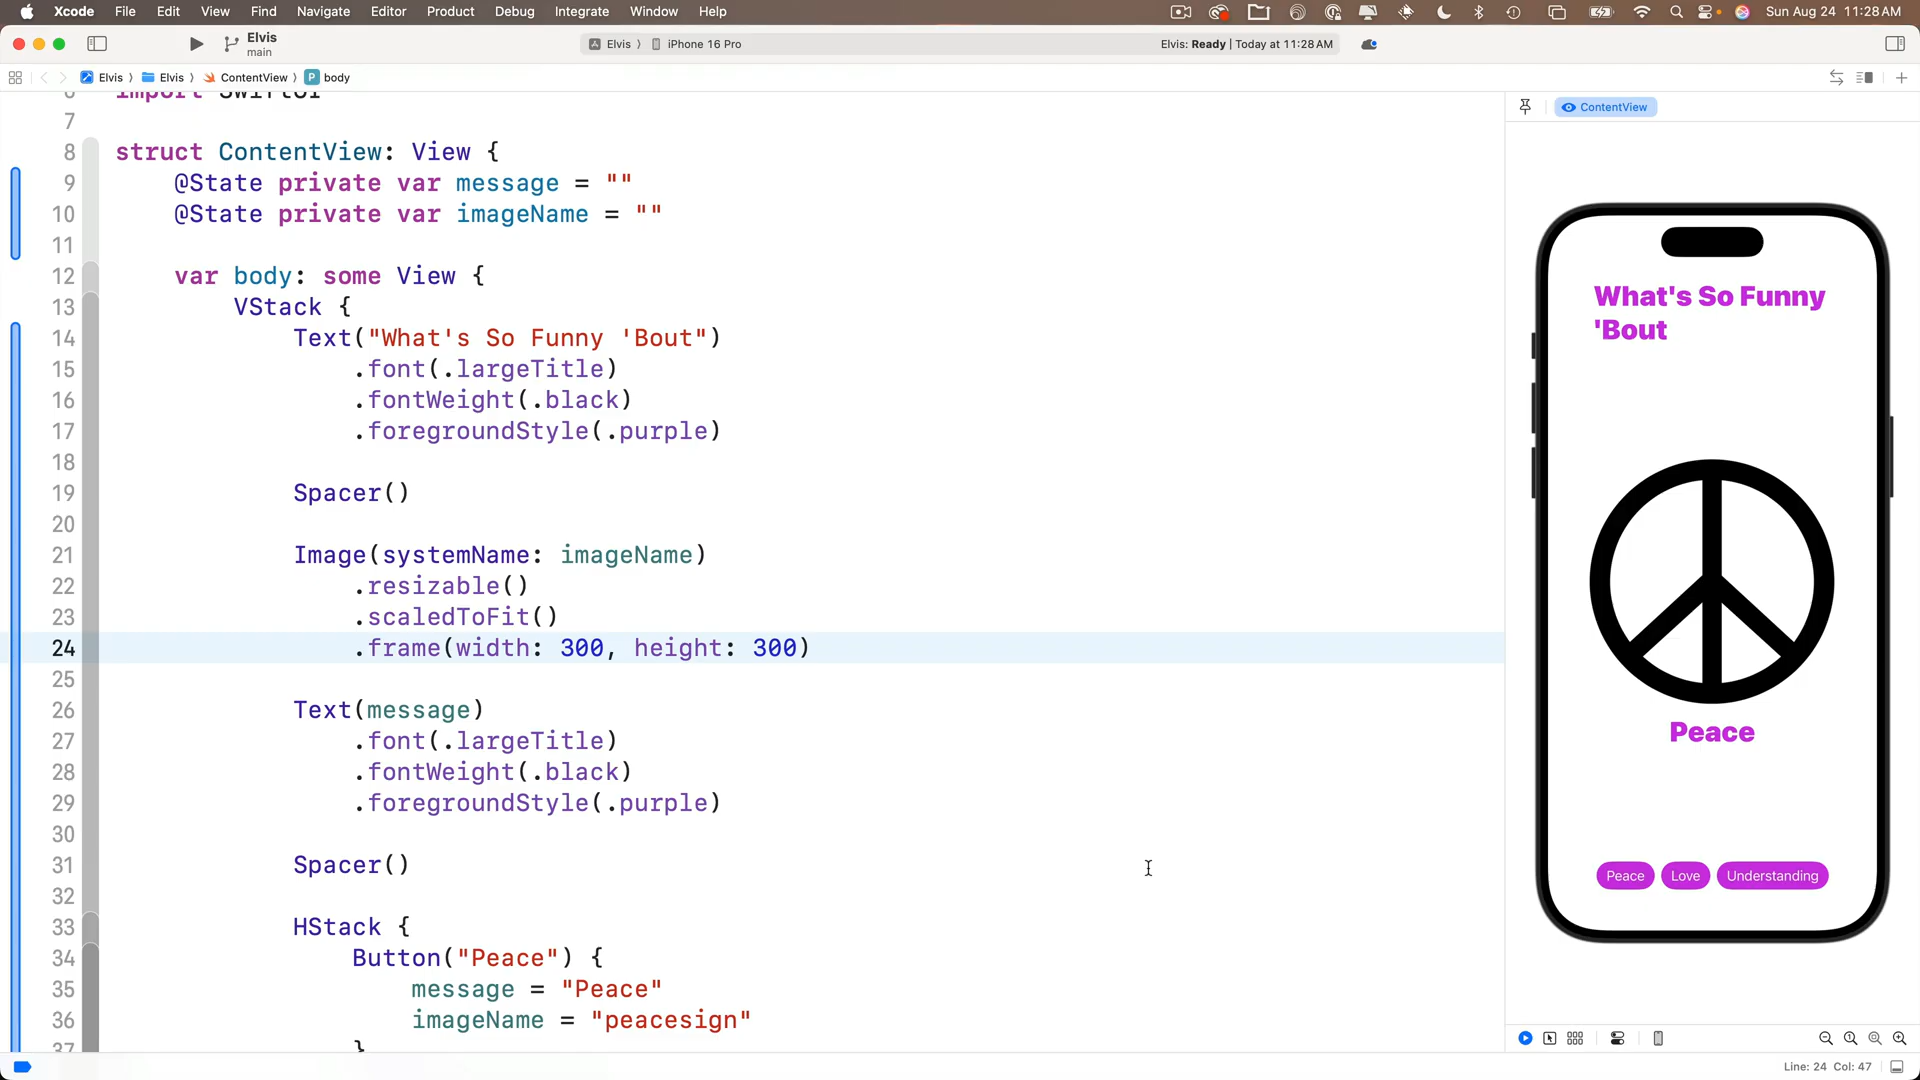 Xcode File Edit View Find Navigate Editor Product Debug Integrate Window Help Sun Aug 24 11:28 AM
Elvis
main
Elvis iPhone 16 Pro Elvis: Ready | Today at 11:28 AM
Elvis Elvis ContentView P body
6 import SwiftUI
7
8 struct ContentView: View {
9 @State private var message = ""
10 @State private var imageName = ""
11
12 var body: some View {
13 VStack {
14 Text("What's So Funny 'Bout")
15 .font(.largeTitle)
16 .fontWeight(.black)
17 .foregroundStyle(.purple)
18
19 Spacer()
20
21 Image(systemName: imageName)
22 .resizable()
23 .scaledToFit()
24 .frame(width: 300, height: 300)
25
26 Text(message)
27 .font(.largeTitle)
28 .fontWeight(.black)
29 .foregroundStyle(.purple)
30
31 Spacer()
32
33 HStack {
34 Button("Peace") {
35 message = "Peace"
36 imageName = "peacesign"
37 }
ContentView
What's So Funny
'Bout
Peace
Peace Love Understanding
Line: 24 Col: 47